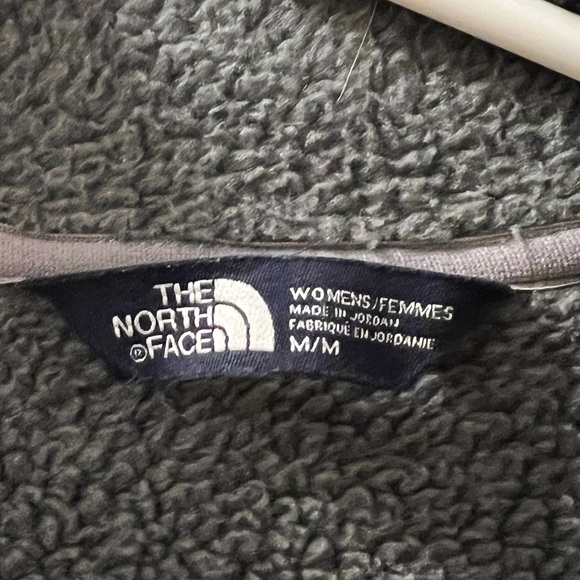 THE
NORTH
FACE
WOMENS/FEMMES
MADE IN JORDAN
FABRIQUÉ EN JORDANIE
M/M